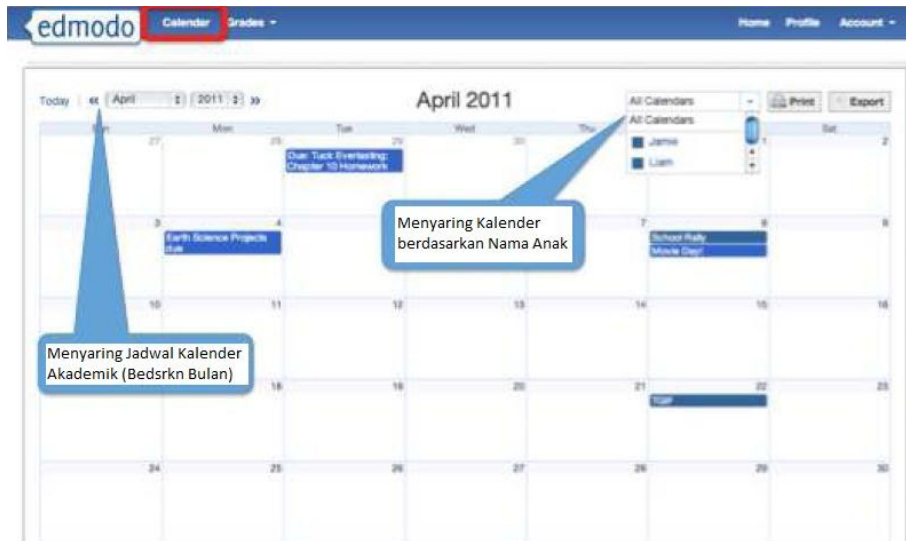 edmodo Calendar Grades Home Profile Account
Today « April 2011 » April 2011 All Calendars Print Export
All Calendars
Jamie
Liam
Sun Mon Tue Wed Thu Sat
27 28 29 30 1 2
Due: Tuck Everlasting:
Chapter 10 Homework
Menyaring Kalender
berdasarkan Nama Anak
3 4 7 8 9
Earth Science Projects
due
School Rally
Movie Day!
10 11 12 13 14 15 16
Menyaring Jadwal Kalender
Akademik (Bedsrkn Bulan)
18 19 20 21 22 23
TGIF
24 25 26 27 28 29 30